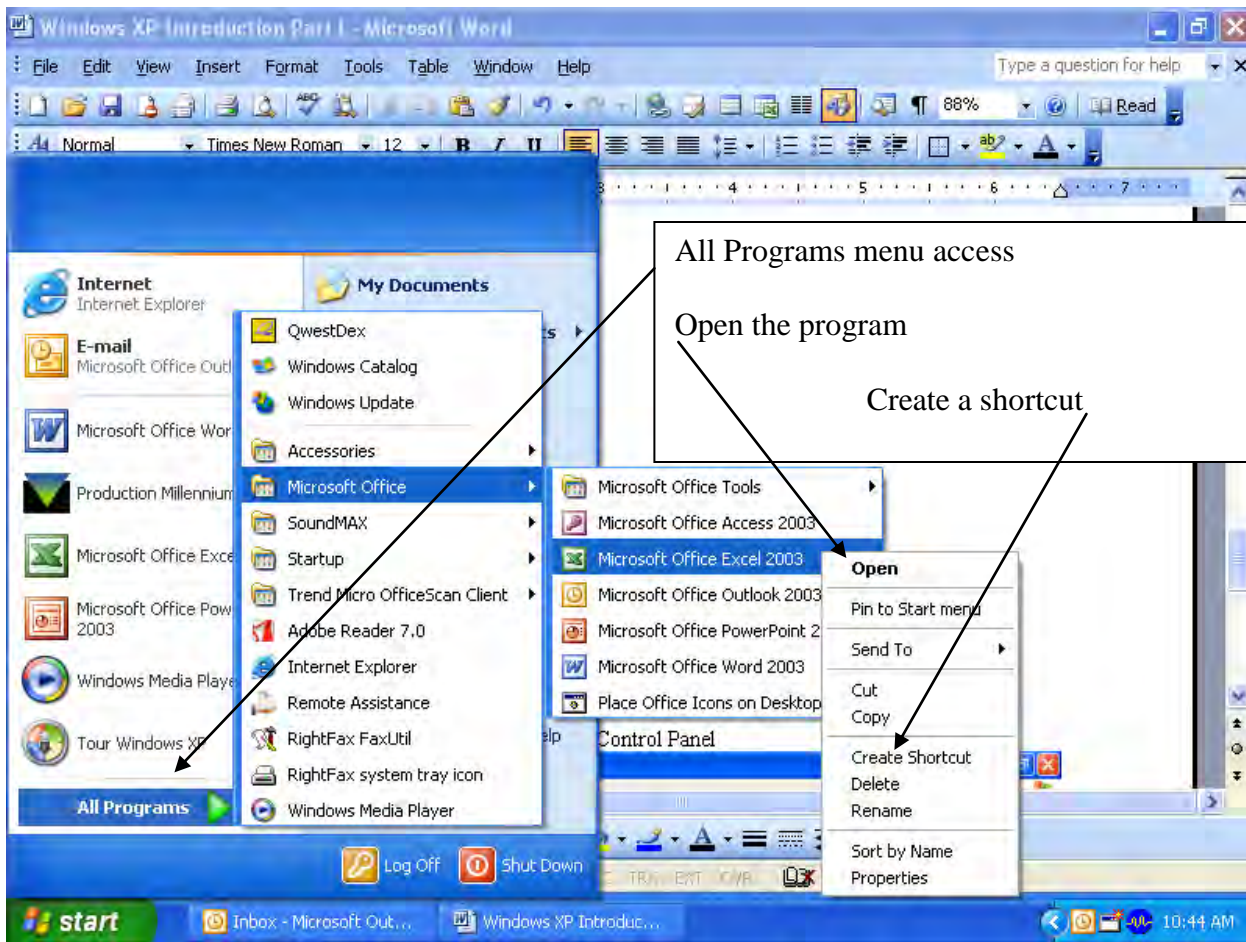 Windows XP Introduction Part I - Microsoft Word
File Edit View Insert Format Tools Table Window Help
Type a question for help
88%
Read
Normal
Times New Roman
12
B I U
3 4 5 6 7
All Programs menu access
Open the program
Create a shortcut
Internet
Internet Explorer
My Documents
E-mail
Microsoft Office Outl
Microsoft Office Wor
Production Millennium
Microsoft Office Exce
Microsoft Office Pow
2003
Windows Media Playe
Tour Windows XP
All Programs
QwestDex
Windows Catalog
Windows Update
Accessories
Microsoft Office
SoundMAX
Startup
Trend Micro OfficeScan Client
Adobe Reader 7.0
Internet Explorer
Remote Assistance
RightFax FaxUtil
RightFax system tray icon
Windows Media Player
Microsoft Office Tools
Microsoft Office Access 2003
Microsoft Office Excel 2003
Microsoft Office Outlook 2003
Microsoft Office PowerPoint 2
Microsoft Office Word 2003
Place Office Icons on Desktop
Open
Pin to Start menu
Send To
Cut
Copy
Create Shortcut
Delete
Rename
Sort by Name
Properties
Control Panel
Log Off
Shut Down
start
Inbox - Microsoft Out...
Windows XP Introduc...
10:44 AM